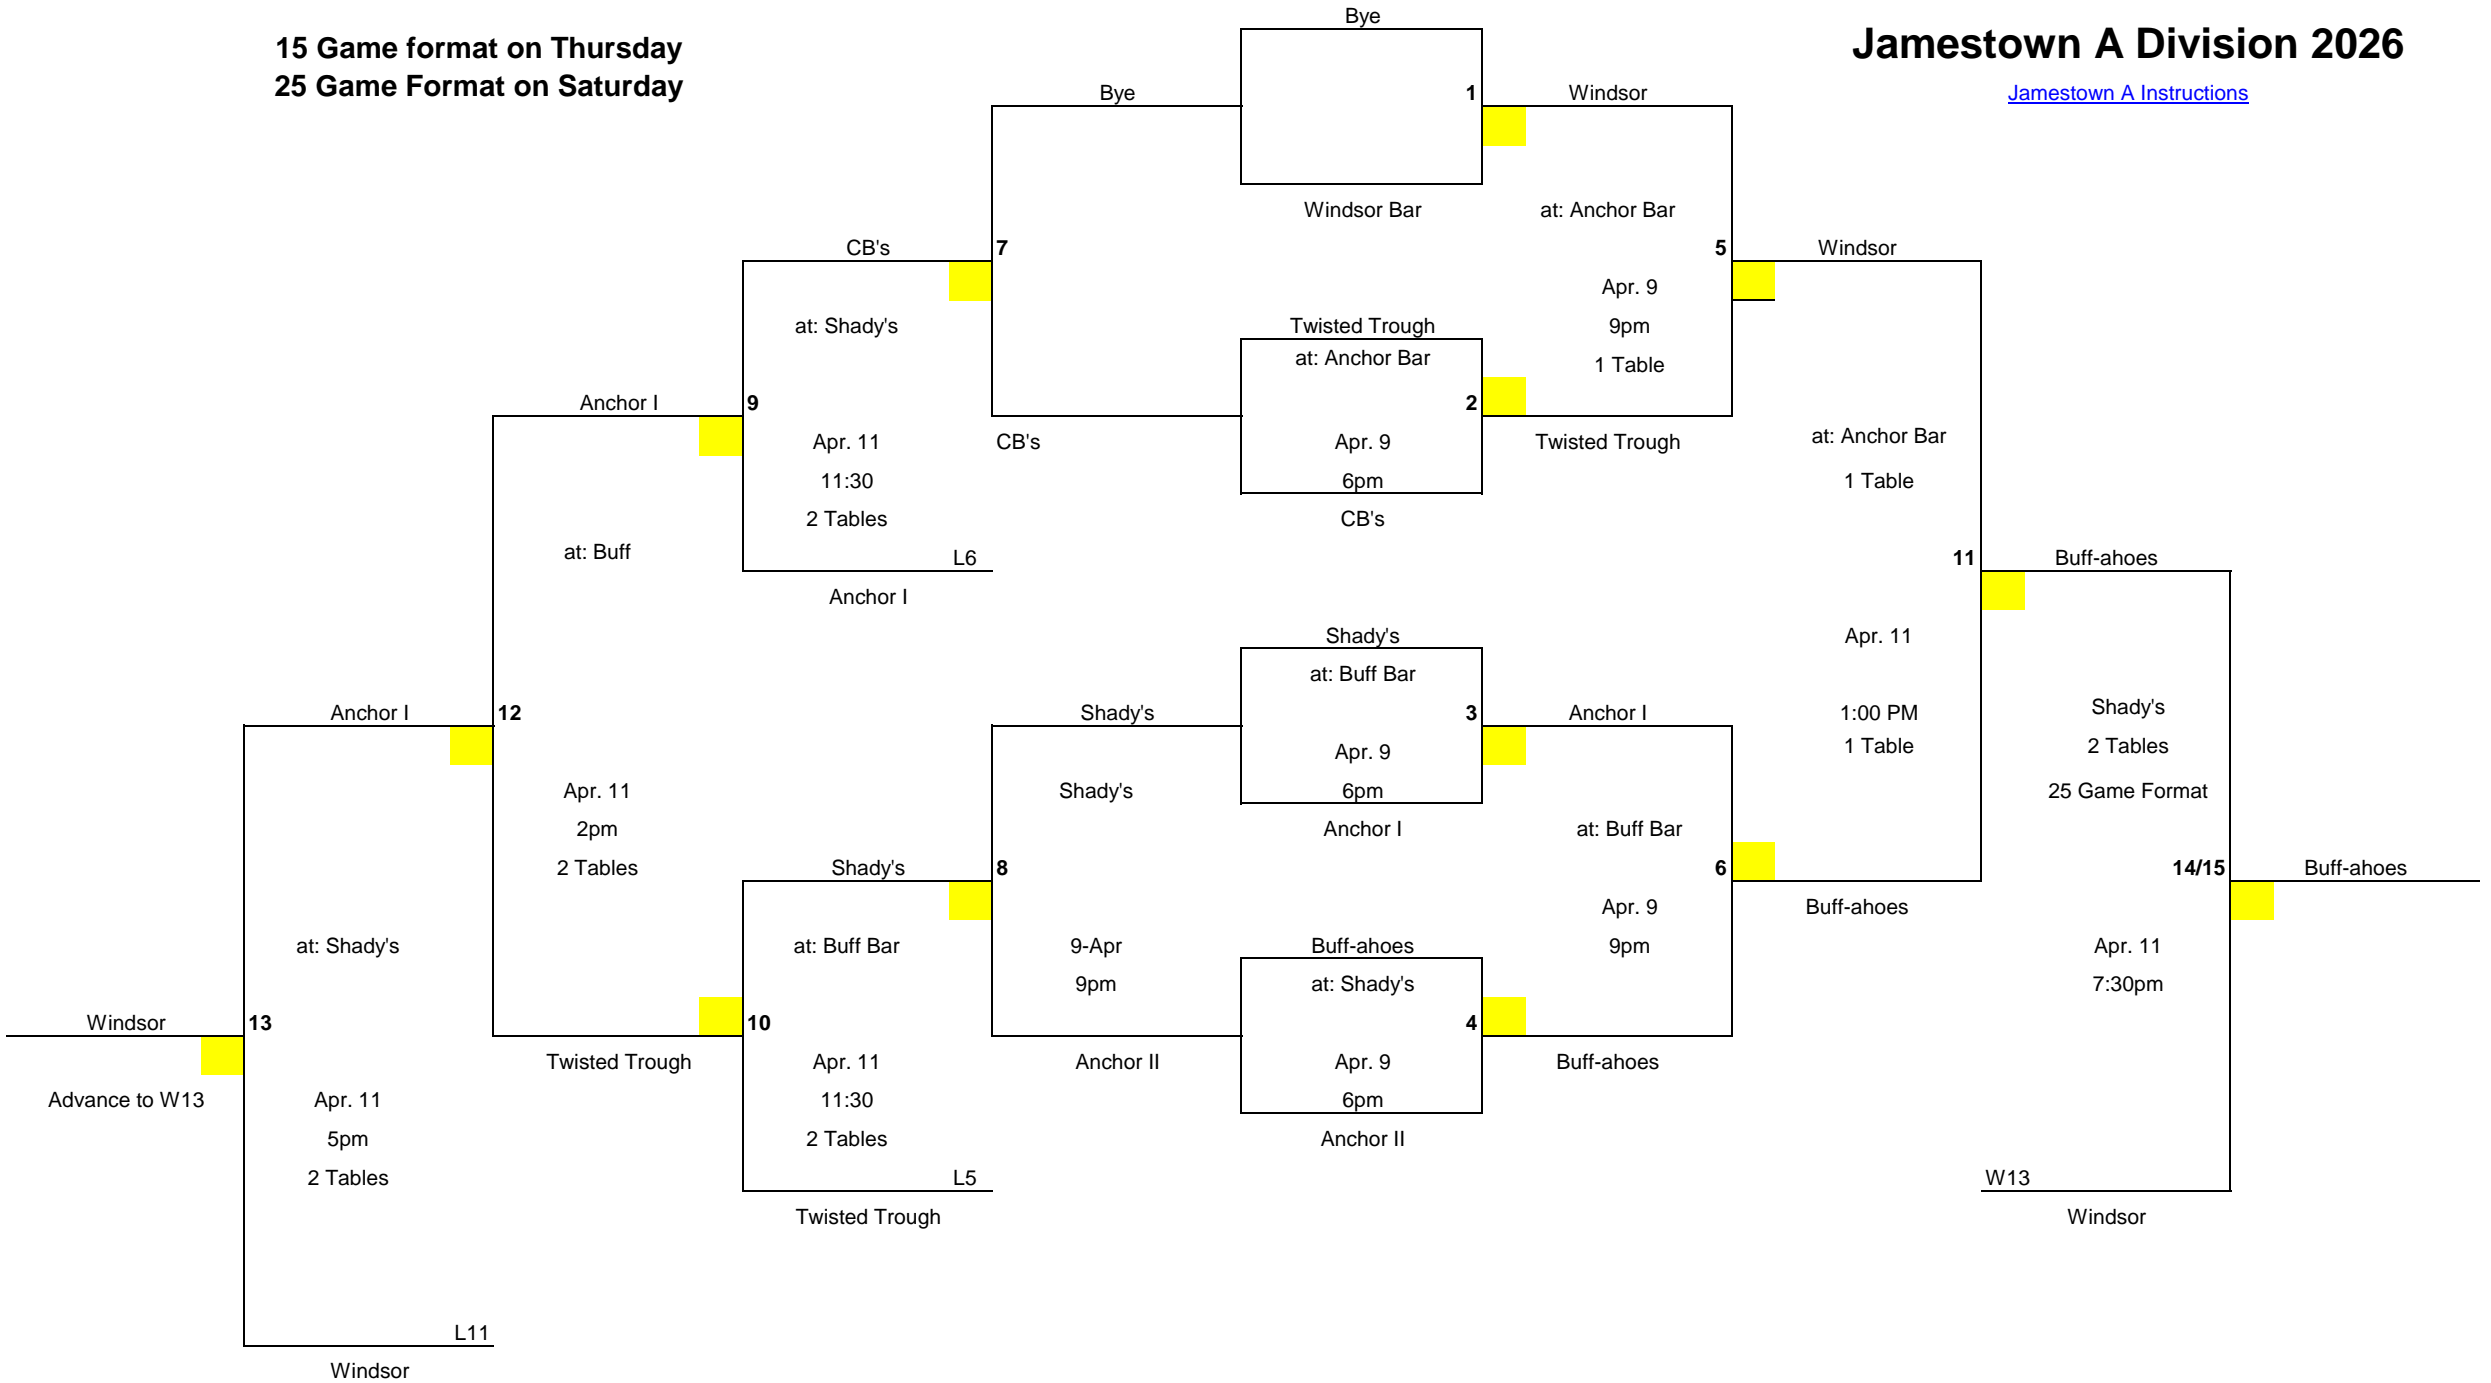 Bye
15 Game format on Thursday
Jamestown A Division 2026
25 Game Format on Saturday
Bye
1
Windsor
Jamestown A Instructions
Windsor Bar
at: Anchor Bar
CB's
7
5
Windsor
Apr. 9
at: Shady's
Twisted Trough
9pm
at: Anchor Bar
1 Table
Anchor I
9
2
Apr. 11
CB's
Apr. 9
Twisted Trough
at: Anchor Bar
11:30
6pm
1 Table
2 Tables
CB's
at: Buff
L6
11
Buff-ahoes
Anchor I
Shady's
Apr. 11
at: Buff Bar
Anchor I
12
Shady's
3
Anchor I
1:00 PM
Shady's
Apr. 9
1 Table
2 Tables
Apr. 11
Shady's
6pm
25 Game Format
2pm
Anchor I
at: Buff Bar
2 Tables
Shady's
8
6
14/15
Buff-ahoes
Apr. 9
Buff-ahoes
at: Shady's
at: Buff Bar
9-Apr
Buff-ahoes
9pm
Apr. 11
9pm
at: Shady's
7:30pm
Windsor
13
10
4
Twisted Trough
Apr. 11
Anchor II
Apr. 9
Buff-ahoes
Advance to W13
Apr. 11
11:30
6pm
5pm
2 Tables
Anchor II
2 Tables
L5
W13
Twisted Trough
Windsor
L11
Windsor